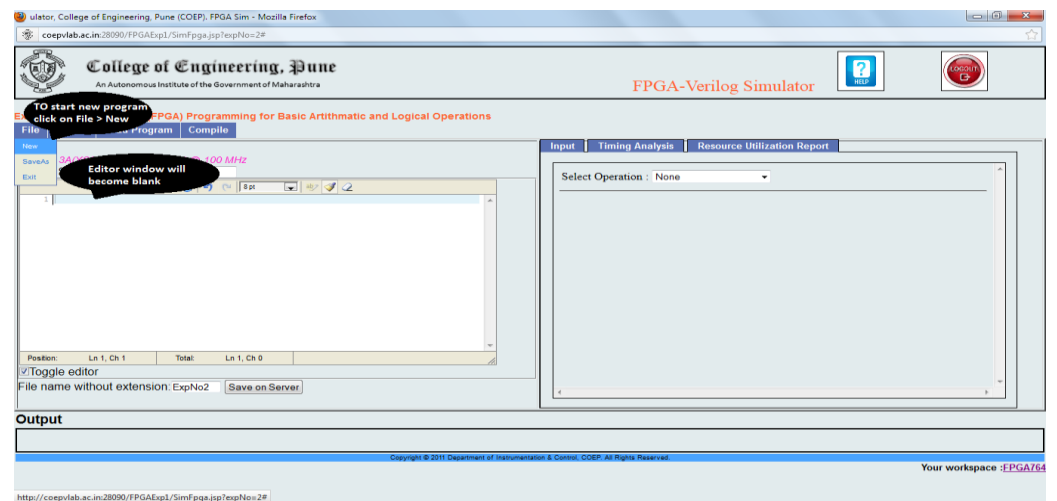 ulator, College of Engineering, Pune (COEP). FPGA Sim - Mozilla Firefox
coepvlab.ac.in:28090/FPGAExp1/SimFpga.jsp?expNo=2#
College of Engineering, Pune
An Autonomous Institute of the Government of Maharashtra
FPGA-Verilog Simulator
?
HELP
LOGOUT
TO start new program
click on File > New
FPGA) Programming for Basic Artithmatic and Logical Operations
File
Program
Compile
New
SaveAs
Exit
100 MHz
Editor window will
become blank
8 pt
1
Position: Ln 1, Ch 1 Total: Ln 1, Ch 0
Toggle editor
File name without extension: ExpNo2 Save on Server
Input Timing Analysis Resource Utilization Report
Select Operation : None
Output
Copyright © 2011 Department of Instrumentation & Control, COEP. All Rights Reserved.
Your workspace :FPGA764
http://coepvlab.ac.in:28090/FPGAExp1/SimFpga.jsp?expNo=2#